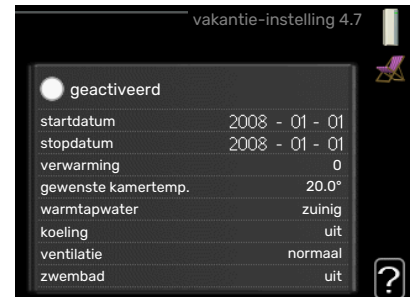 vakantie-instelling 4.7
geactiveerd
startdatum 2008 - 01 - 01
stopdatum 2008 - 01 - 01
verwarming 0
gewenste kamertemp. 20.0°
warmtapwater zuinig
koeling uit
ventilatie normaal
zwembad uit
?